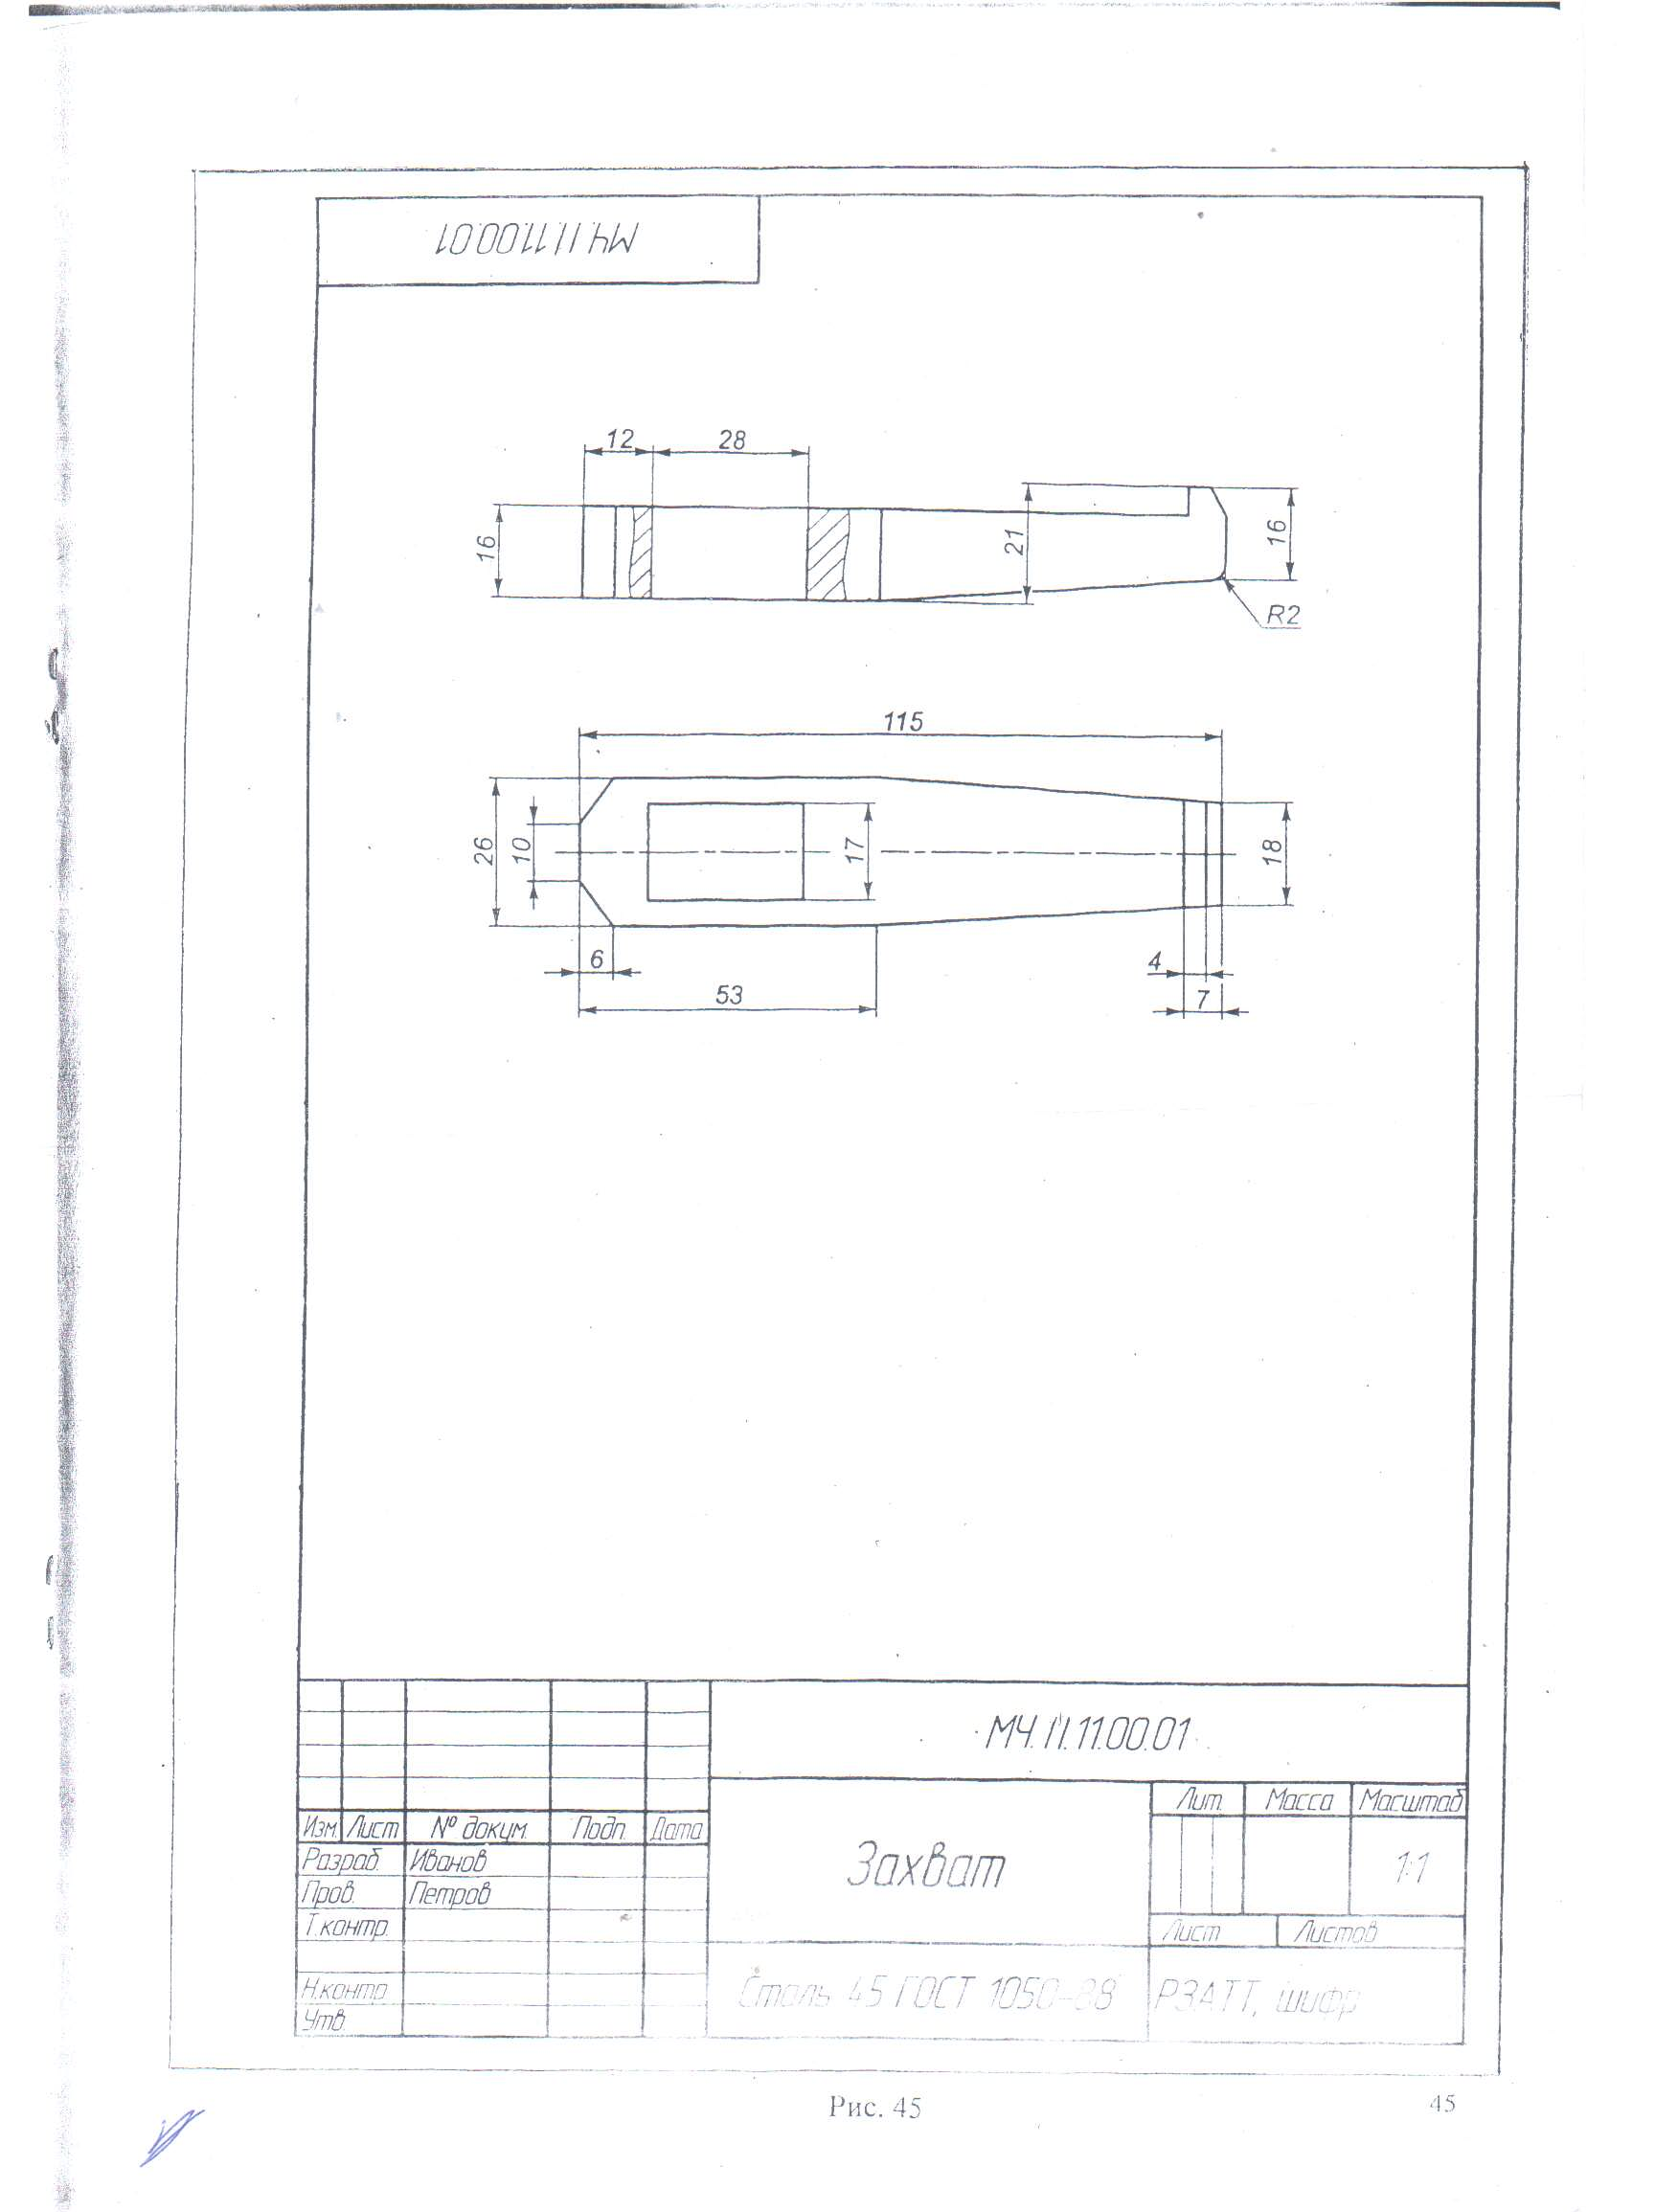 МЧ.11.11.00.01
12
28
16
21
16
R2
115
26
10
17
18
6
4
53
7
МЧ.11.11.00.01
Лит. Масса Масштаб
Изм. Лист № докум. Подп. Дата
Разраб. Иванов
Захват
1:1
Пров. Петров
Т.контр.
Лист Листов
Н.контр.
Сталь 45 ГОСТ 1050-88
РЗАТТ, шифр
Утв.
Рис. 45
45